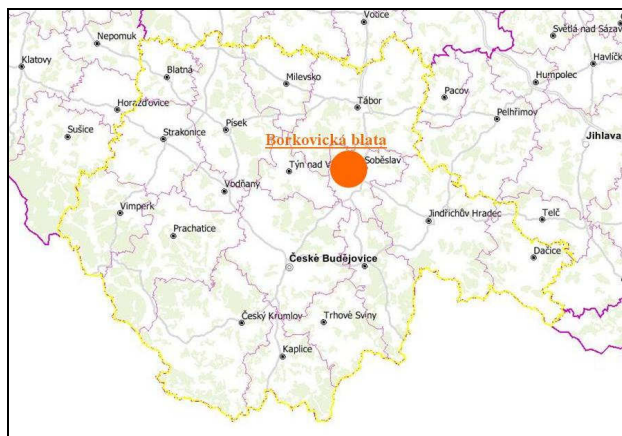 Votice
Světlá nad Sázav
Nepomuk
Klatovy
Havlíčk
Blatná
Milevsko
Humpolec
Pacov
Horažďovice
Tábor
Pelhřimov
Písek
Sušice
Strakonice
Jihlava
Borkovická blata
Týn nad V
Soběslav
Vodňany
Vimperk
Jindřichův Hradec
Telč
Prachatice
České Budějovice
Dačice
Český Krumlov
Trhové Sviny
Kaplice